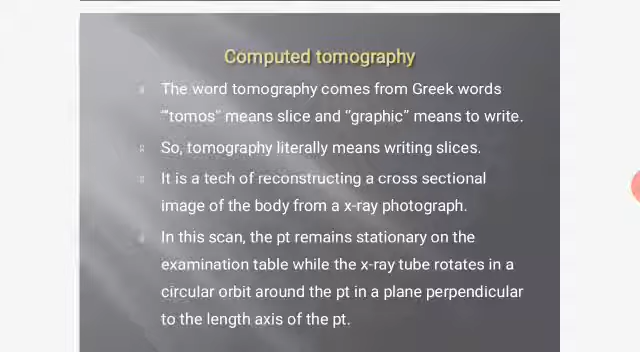 Computed tomography
The word tomography comes from Greek words
"tomos" means slice and "graphic" means to write.
So, tomography literally means writing slices.
It is a tech of reconstructing a cross sectional
image of the body from a x-ray photograph.
In this scan, the pt remains stationary on the
examination table while the x-ray tube rotates in a
circular orbit around the pt in a plane perpendicular
to the length axis of the pt.